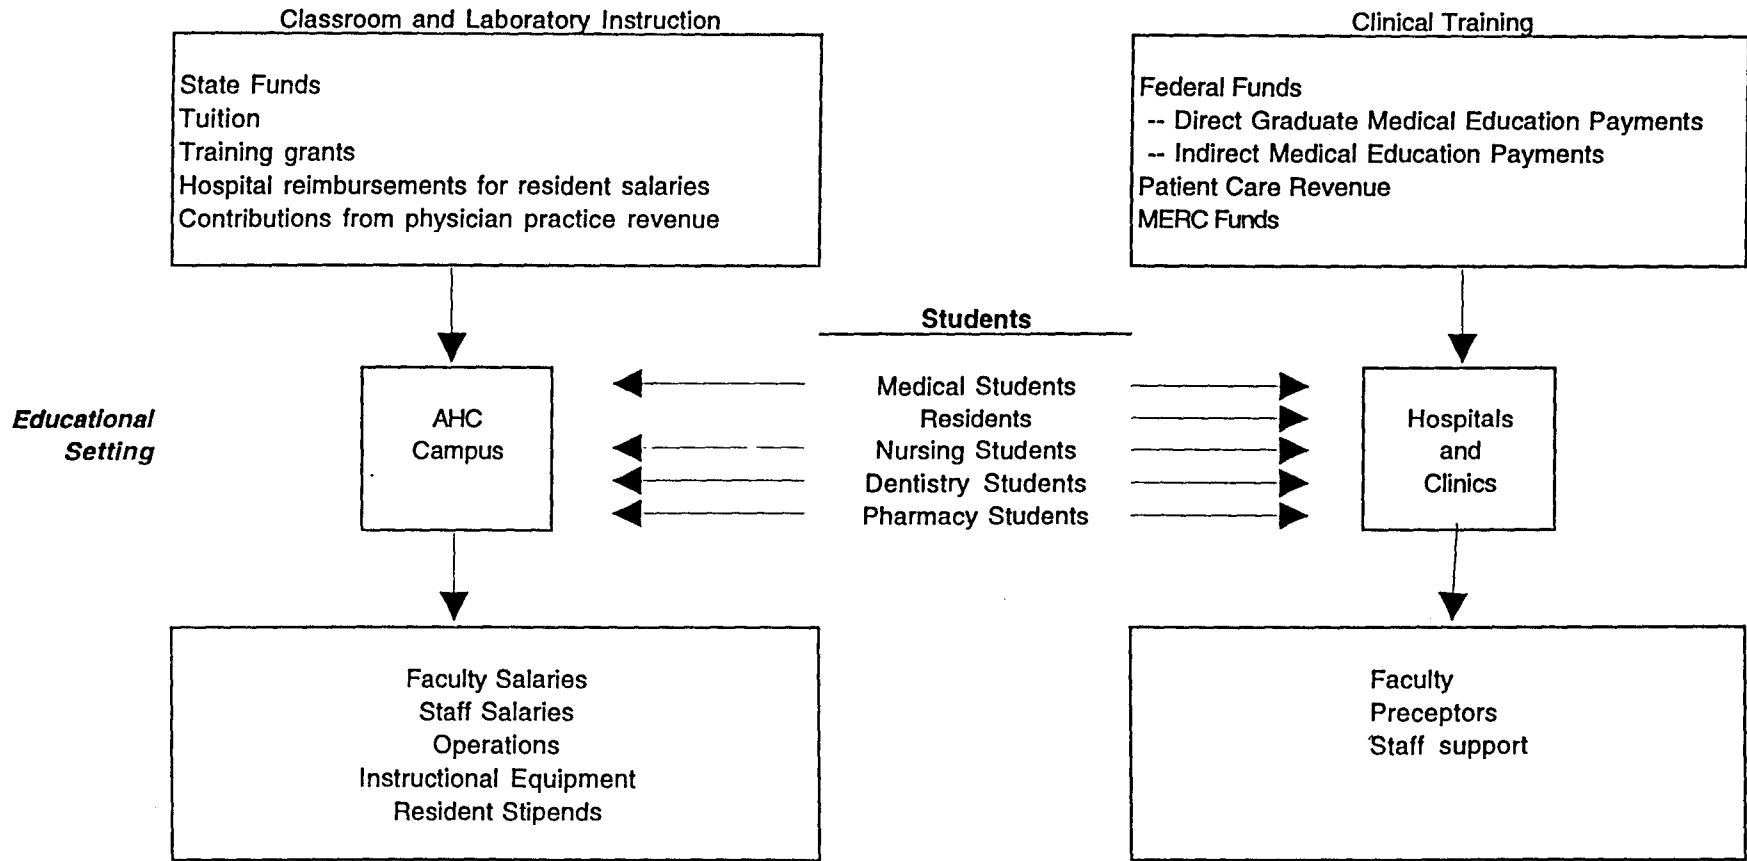 Classroom and Laboratory Instruction
State Funds
Tuition
Training grants
Hospital reimbursements for resident salaries
Contributions from physician practice revenue
Clinical Training
Federal Funds
-- Direct Graduate Medical Education Payments
-- Indirect Medical Education Payments
Patient Care Revenue
MERC Funds
Educational
Setting
AHC
Campus
Students
Medical Students
Residents
Nursing Students
Dentistry Students
Pharmacy Students
Hospitals
and
Clinics
Faculty Salaries
Staff Salaries
Operations
Instructional Equipment
Resident Stipends
Faculty
Preceptors
Staff support